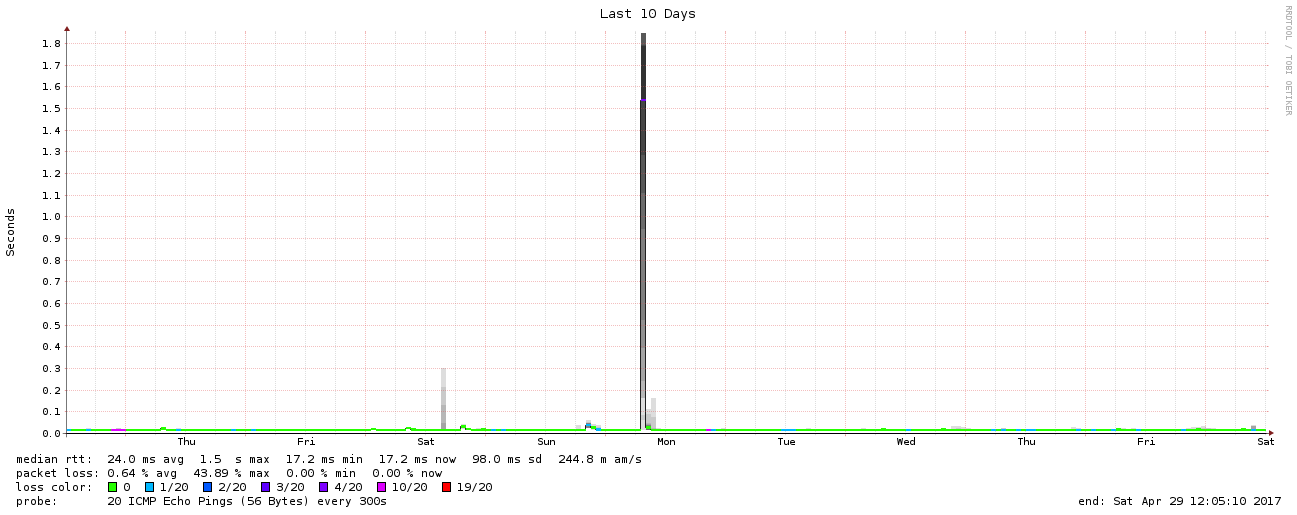 Last 10 Days
RRDTOOL / TOBI OETIKER
Seconds
1.8
1.7
1.6
1.5
1.4
1.3
1.2
1.1
1.0
0.9
0.8
0.7
0.6
0.5
0.4
0.3
0.2
0.1
0.0
Thu Fri Sat Sun Mon Tue Wed Thu Fri Sat
median rtt: 24.0 ms avg 1.5 s max 17.2 ms min 17.2 ms now 98.0 ms sd 244.8 m am/s
packet loss: 0.64 % avg 43.89 % max 0.00 % min 0.00 % now
loss color: 0 1/20 2/20 3/20 4/20 10/20 19/20
probe: 20 ICMP Echo Pings (56 Bytes) every 300s end: Sat Apr 29 12:05:10 2017